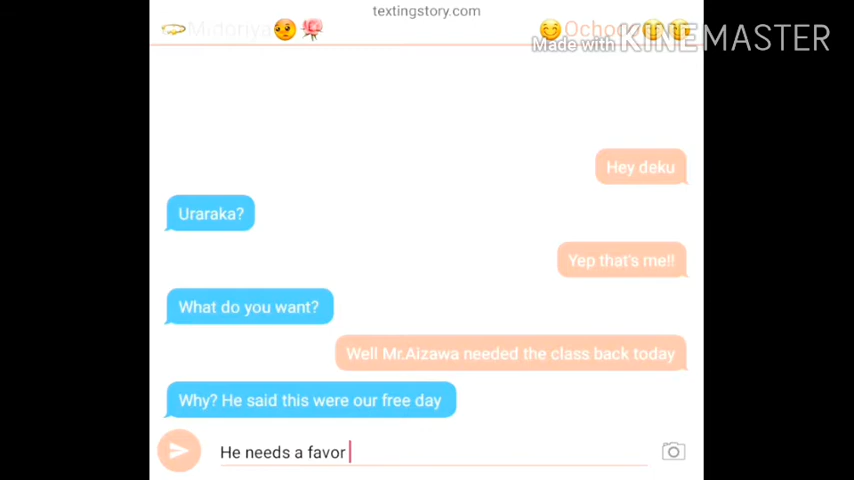 textingstory.com
Midoriya
Ochoco
Made with KINEMASTER
Hey deku
Uraraka?
Yep that's me!!
What do you want?
Well Mr.Aizawa needed the class back today
Why? He said this were our free day
He needs a favor